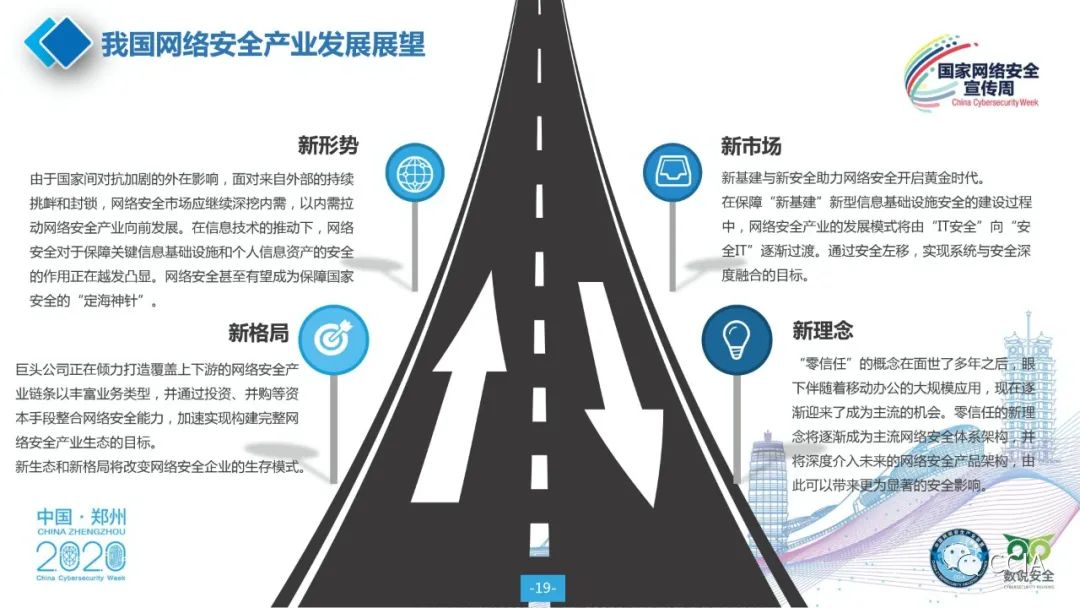 我国网络安全产业发展展望
国家网络安全
宣传周
China Cybersecurity Week
新形势
由于国家间对抗加剧的外在影响，面对来自外部的持续
挑衅和封锁，网络安全市场应继续深挖内需，以内需拉
动网络安全产业向前发展。在信息技术的推动下，网络
安全对于保障关键信息基础设施和个人信息资产的安全
的作用正在越发凸显。网络安全甚至有望成为保障国家
安全的“定海神针”。
新市场
新基建与新安全助力网络安全开启黄金时代。
在保障“新基建”新型信息基础设施安全的建设过程
中，网络安全产业的发展模式将由“IT安全”向“安
全IT”逐渐过渡。通过安全左移，实现系统与安全深
度融合的目标。
新格局
巨头公司正在倾力打造覆盖上下游的网络安全产
业链条以丰富业务类型，并通过投资、并购等资
本手段整合网络安全能力，加速实现构建完整网
络安全产业生态的目标。
新生态和新格局将改变网络安全企业的生存模式。
新理念
“零信任”的概念在面世了多年之后，眼
下伴随着移动办公的大规模应用，现在逐
渐迎来了成为主流的机会。零信任的新理
念将逐渐成为主流网络安全体系架构，并
将深度介入未来的网络安全产品架构，由
此可以带来更为显著的安全影响。
中国·郑州
CHINA ZHENGZHOU
2020
China Cybersecurity Week
-19-
CCIA
数说安全